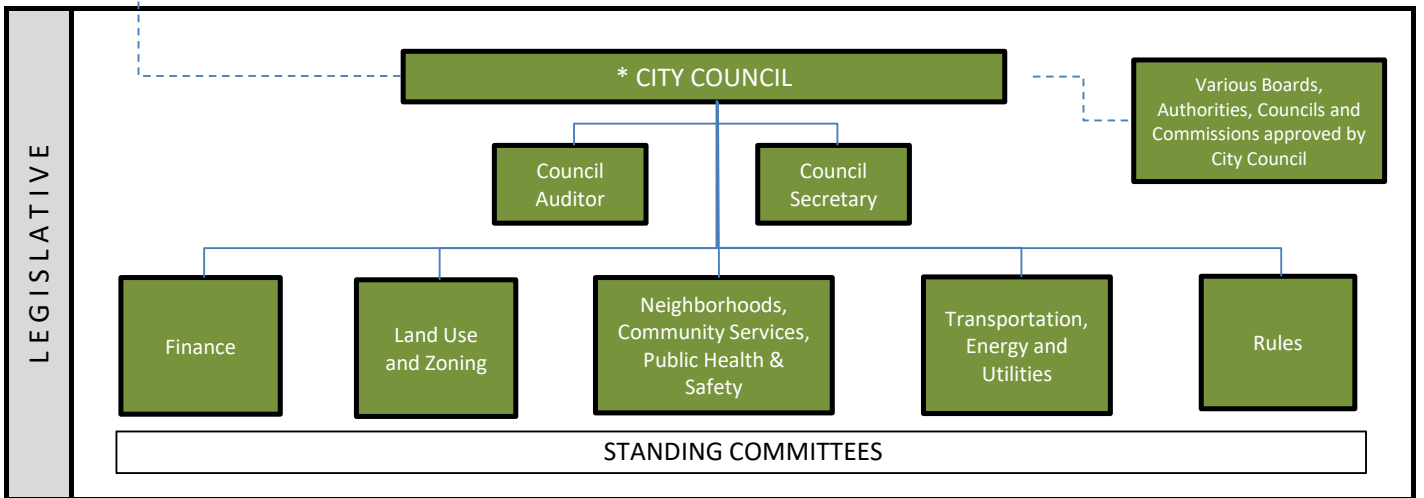 LEGISLATIVE
* CITY COUNCIL
Various Boards,
Authorities, Councils and
Commissions approved by
City Council
Council
Auditor
Council
Secretary
Finance
Land Use
and Zoning
Neighborhoods,
Community Services,
Public Health &
Safety
Transportation,
Energy and
Utilities
Rules
STANDING COMMITTEES